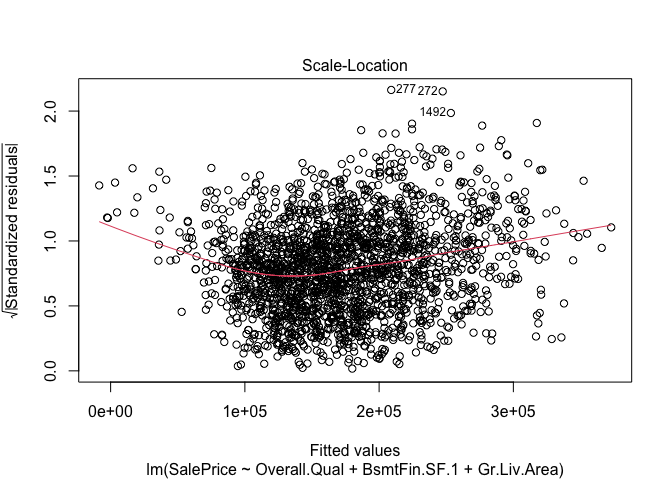 Scale-Location
√|Standardized residuals|
2.0
1.5
1.0
0.5
0.0
277 272
1492
0e+00 1e+05 2e+05 3e+05
Fitted values
lm(SalePrice ~ Overall.Qual + BsmtFin.SF.1 + Gr.Liv.Area)